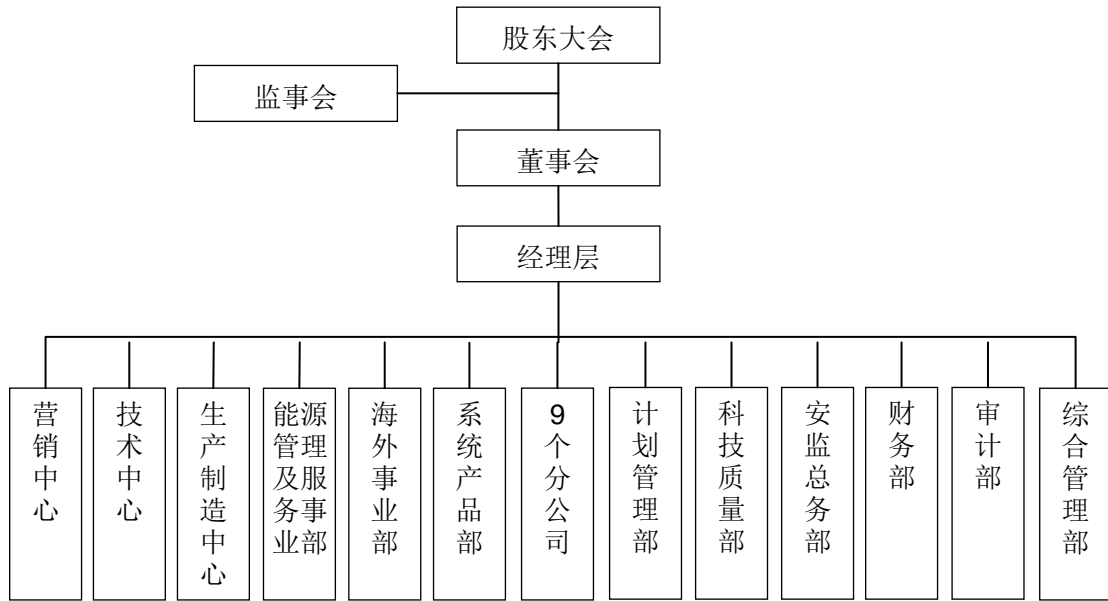 股东大会
监事会
董事会
经理层
营销中心
技术中心
生产制造中心
能源管理及服务事业部
海外事业部
系统产品部
9个分公司
计划管理部
科技质量部
安监总务部
财务部
审计部
综合管理部